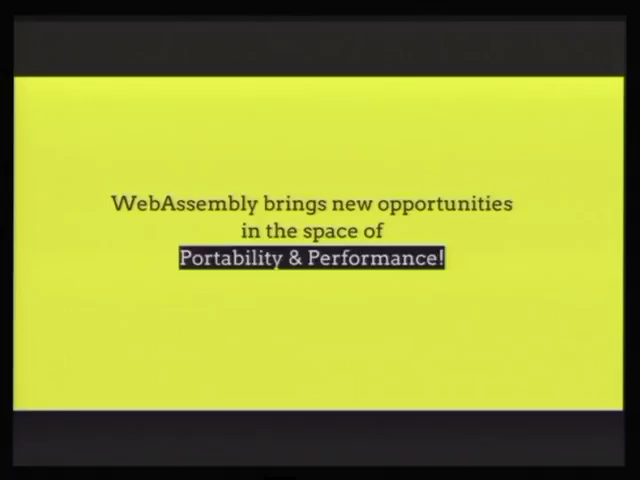 WebAssembly brings new opportunities
in the space of
Portability & Performance!